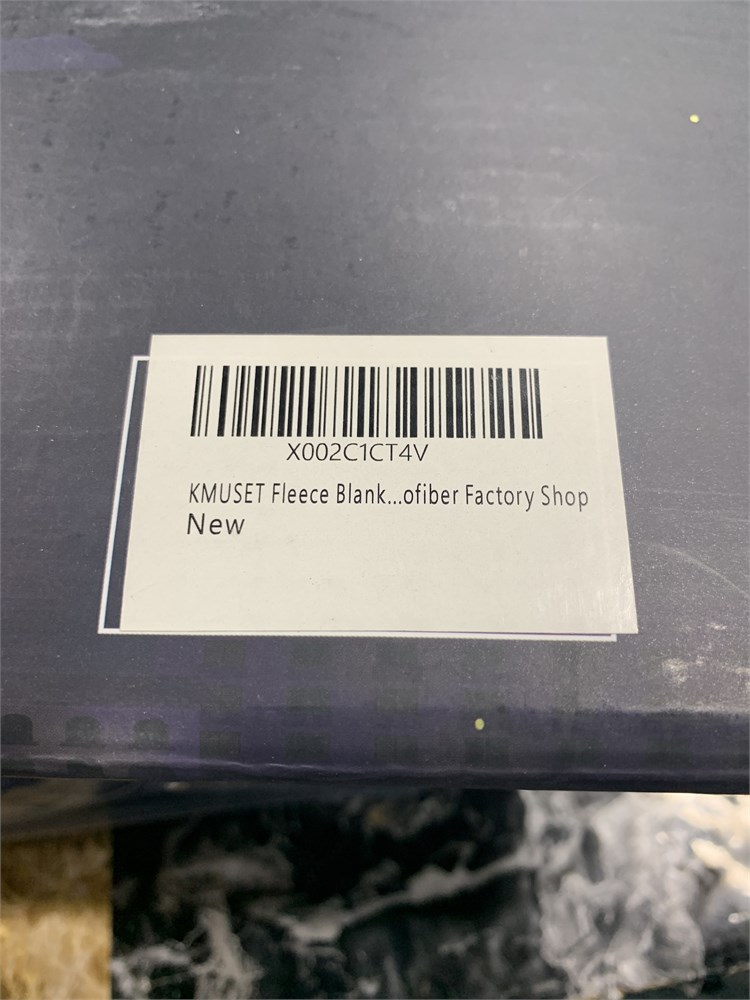 X002C1CT4V
KMUSET Fleece Blank...ofiber Factory Shop
New